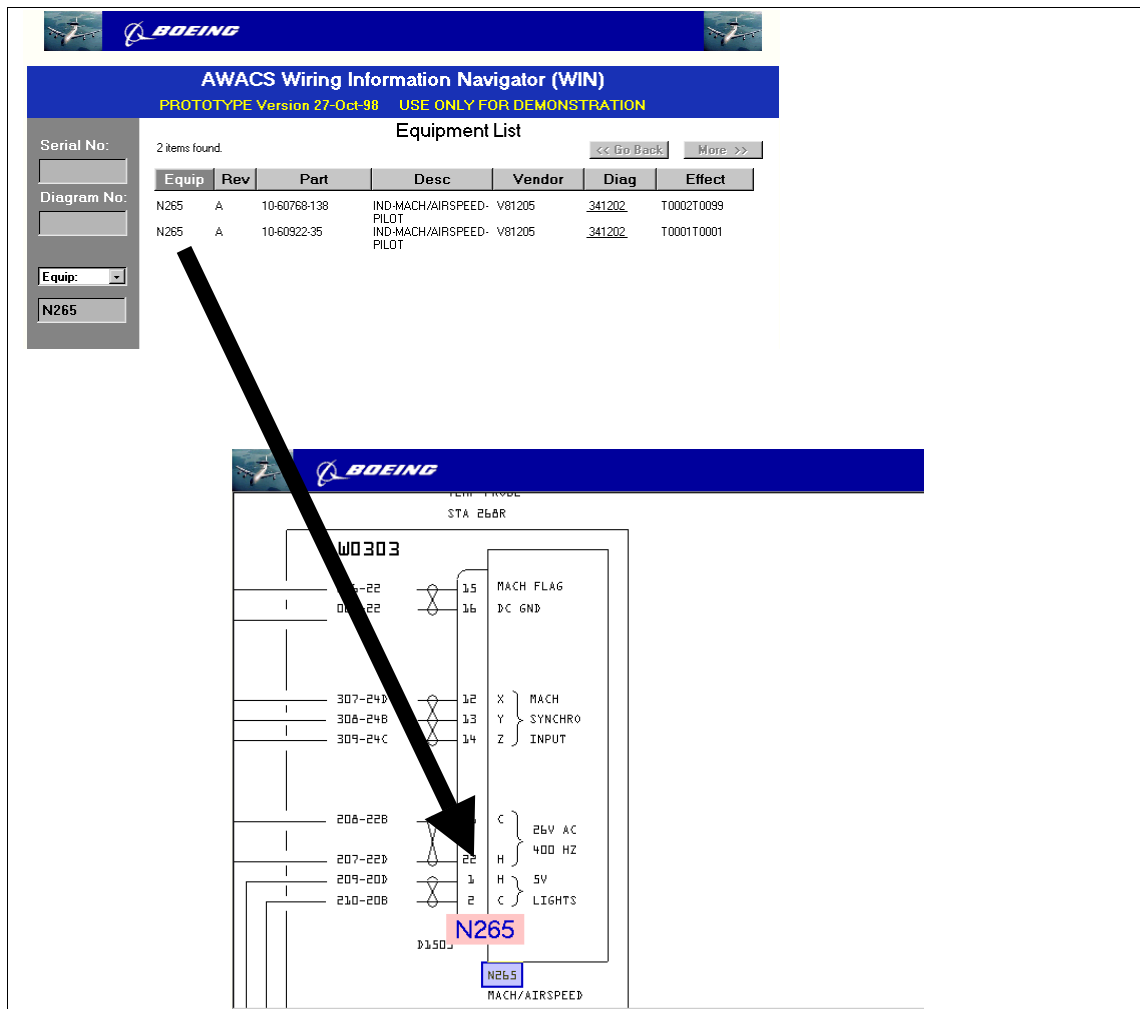 BOEING
AWACS Wiring Information Navigator (WIN)
PROTOTYPE Version 27-Oct-98 USE ONLY FOR DEMONSTRATION
Equipment List
Serial No:
2 items found.
<< Go Back More >>
Equip Rev Part Desc Vendor Diag Effect
Diagram No:
N265 A 10-60768-138 IND-MACH/AIRSPEED- V81205 341202 T0002T0099
PILOT
N265 A 10-60922-35 IND-MACH/AIRSPEED- V81205 341202 T0001T0001
PILOT
Equip:
N265
BOEING
STA 268R
W0303
15 MACH FLAG
16 DC GND
307-24D 12 X MACH
308-24B 13 Y SYNCHRO
309-24C 14 Z INPUT
208-22B C
26V AC
400 HZ
207-22D 22 H
209-20D 1 H 5V
210-20B 2 C LIGHTS
N265
N265
MACH/AIRSPEED